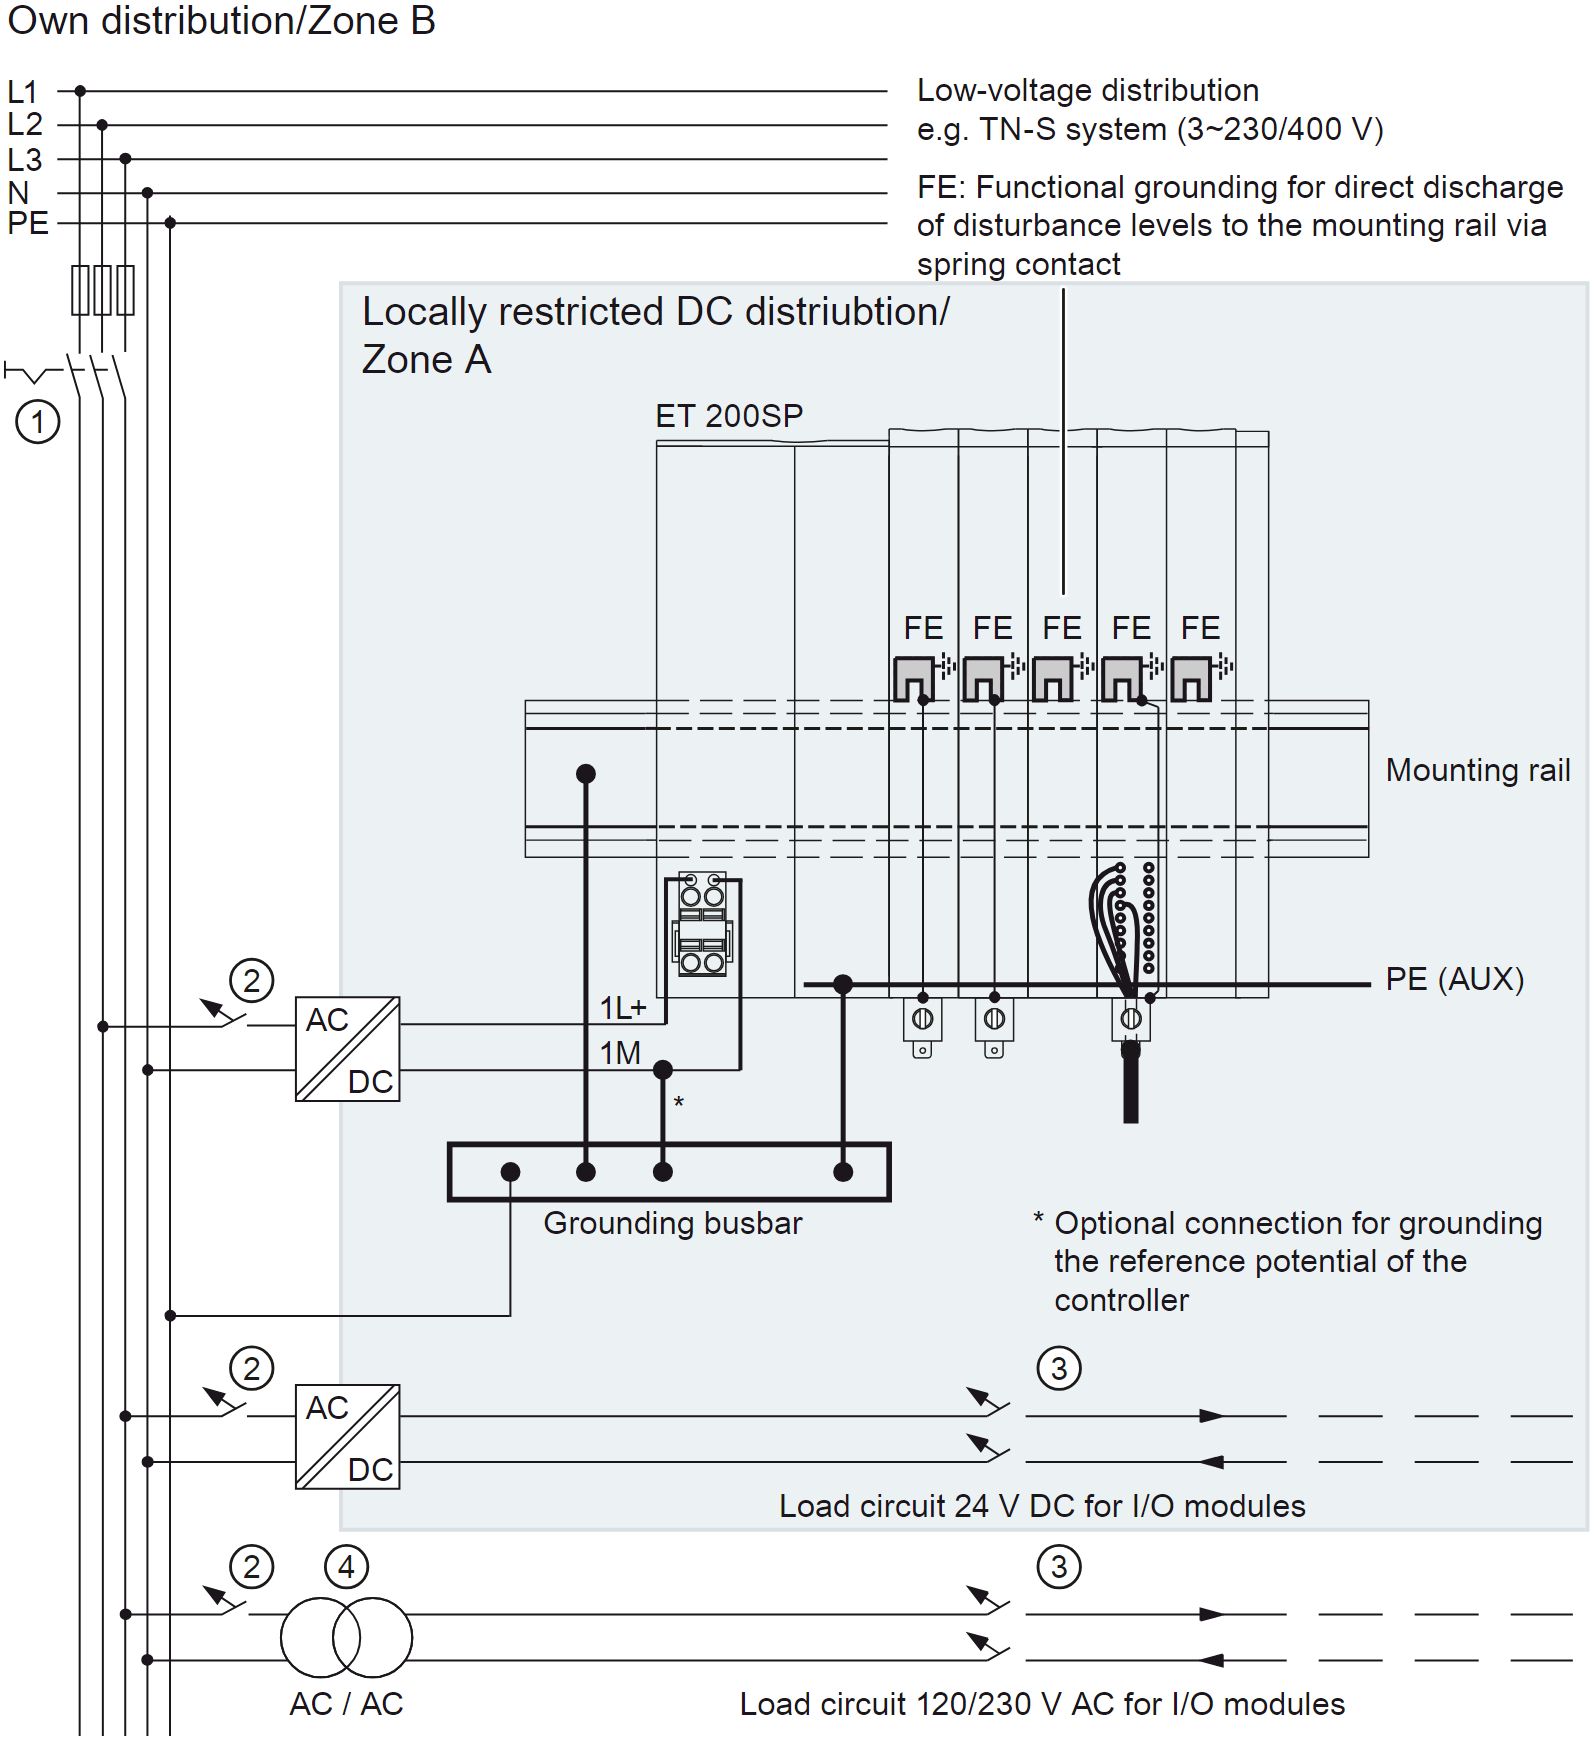 Own distribution/Zone B
L1
L2
L3
N
PE
Low-voltage distribution
e.g. TN-S system (3~230/400 V)
FE: Functional grounding for direct discharge
of disturbance levels to the mounting rail via
spring contact
Locally restricted DC distriubtion/
Zone A
1
ET 200SP
FE FE FE FE FE
Mounting rail
2
PE (AUX)
1L+
AC
DC
1M
*
Grounding busbar
* Optional connection for grounding
the reference potential of the
controller
2
3
AC
DC
Load circuit 24 V DC for I/O modules
2
4
3
AC / AC
Load circuit 120/230 V AC for I/O modules